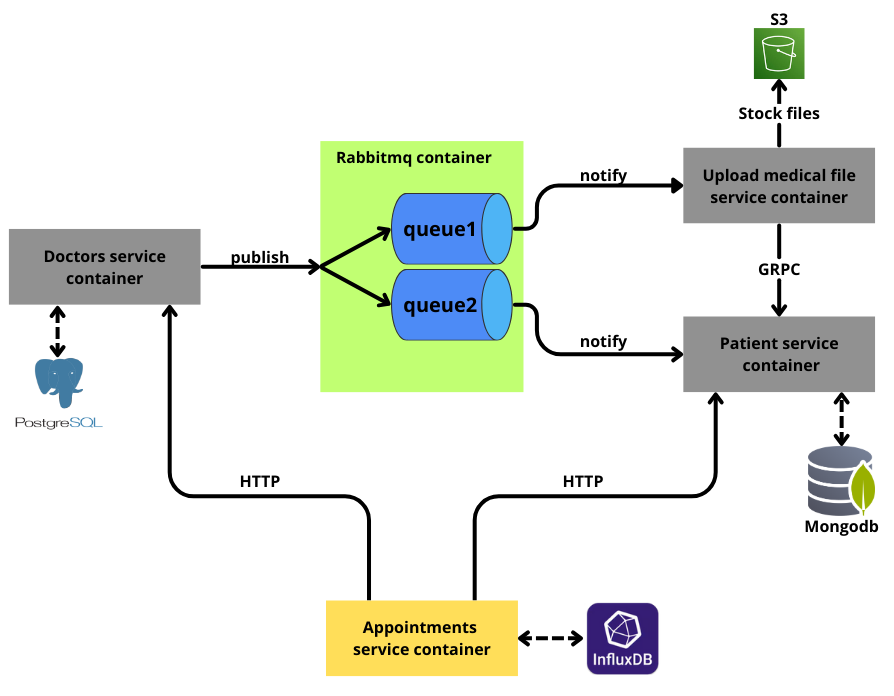 S3
Stock files
Rabbitmq container
notify
Upload medical file
service container
queue1
Doctors service
container
publish
GRPC
queue2
notify
Patient service
container
PostgreSQL
HTTP
HTTP
Mongodb
Appointments
service container
InfluxDB